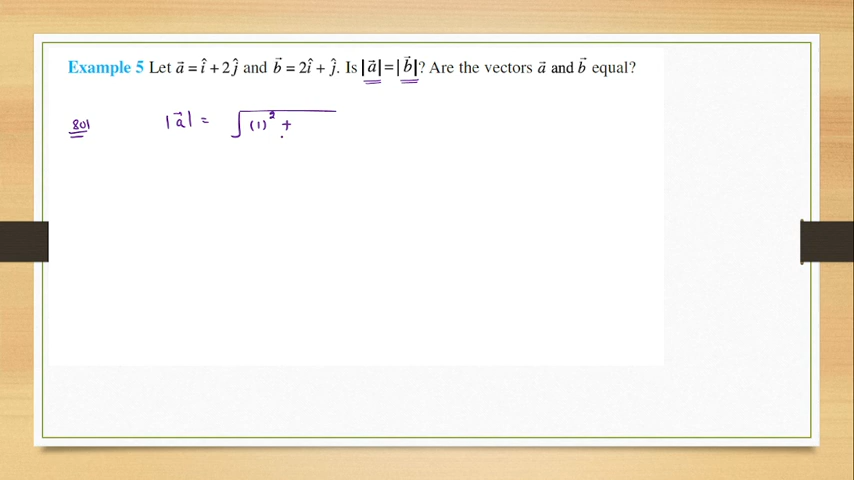 Example 5 Let a⃗ = î + 2ĵ and b⃗ = 2î + ĵ. Is |a⃗| = |b⃗|? Are the vectors a⃗ and b⃗ equal?
Sol |a⃗| = √(1)² +